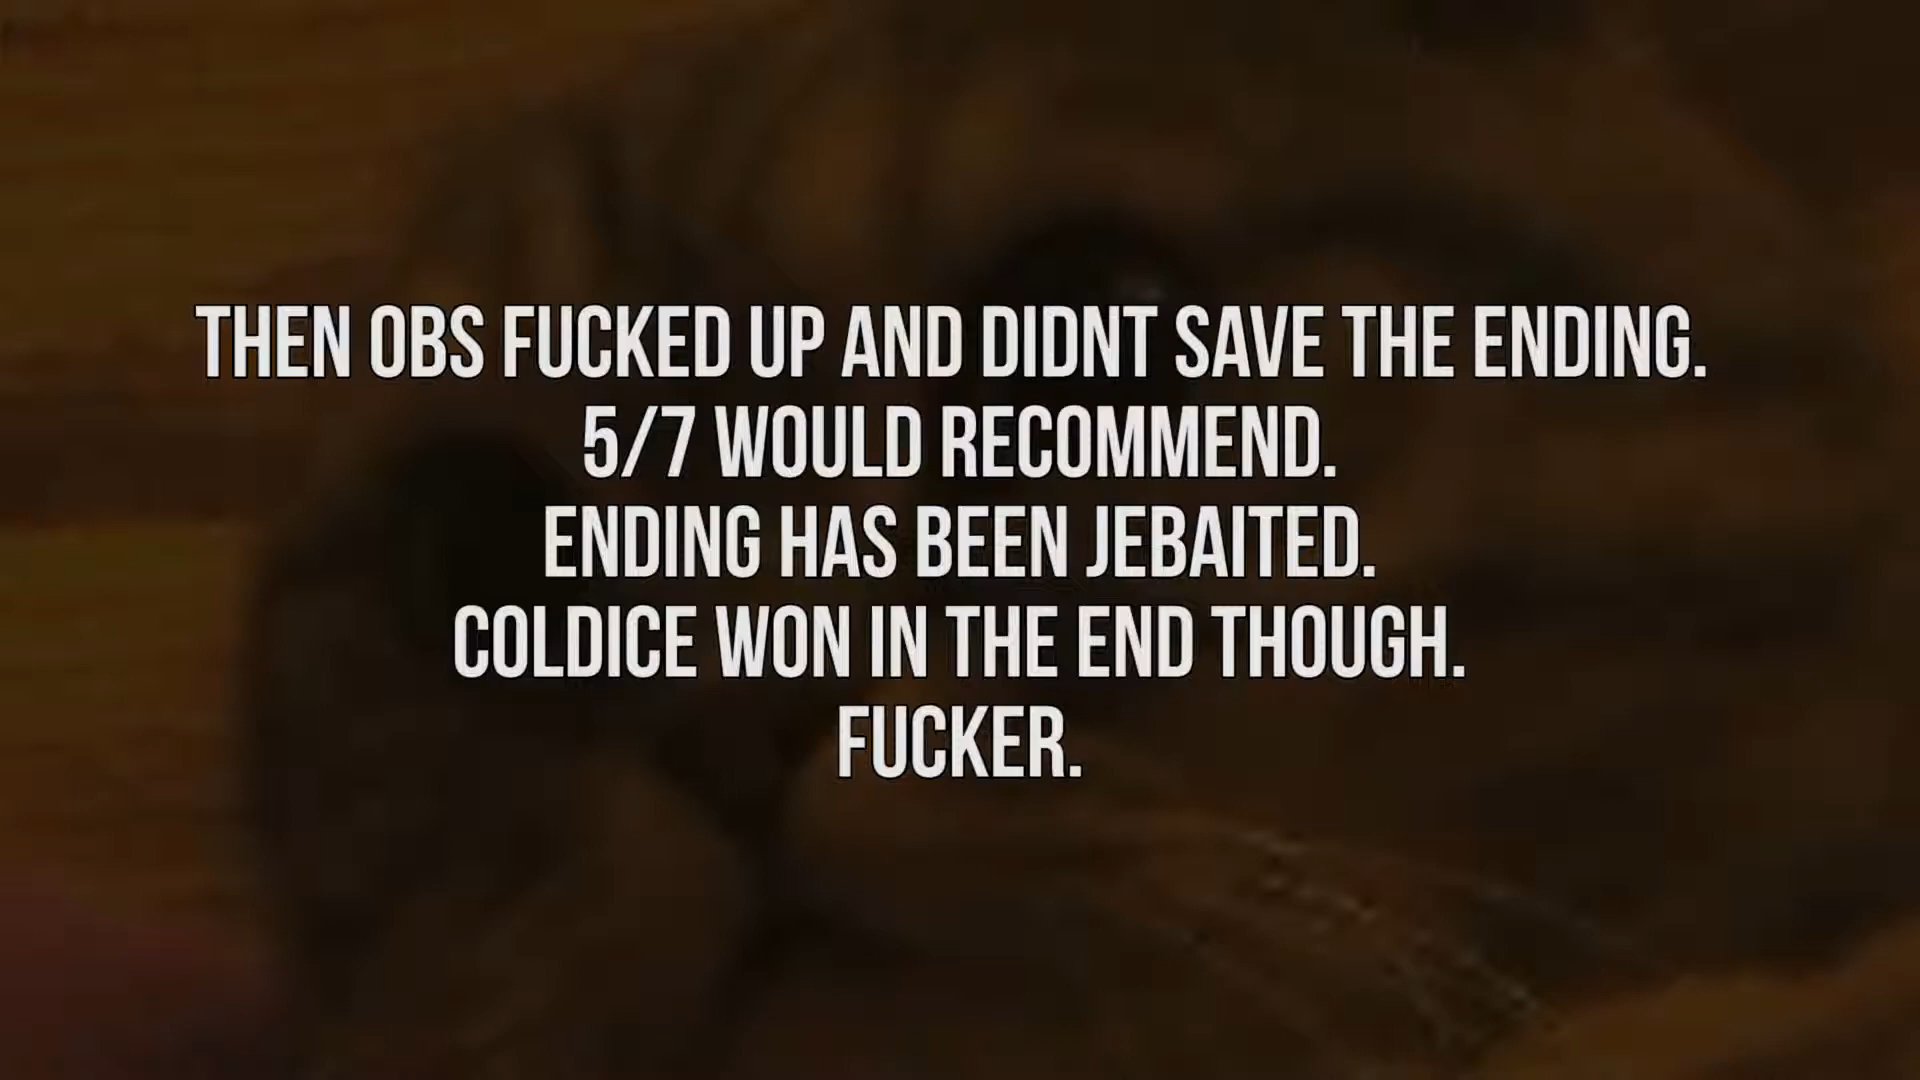 THEN OBS FUCKED UP AND DIDNT SAVE THE ENDING.
5/7 WOULD RECOMMEND.
ENDING HAS BEEN JEBAITED.
COLDICE WON IN THE END THOUGH.
FUCKER.